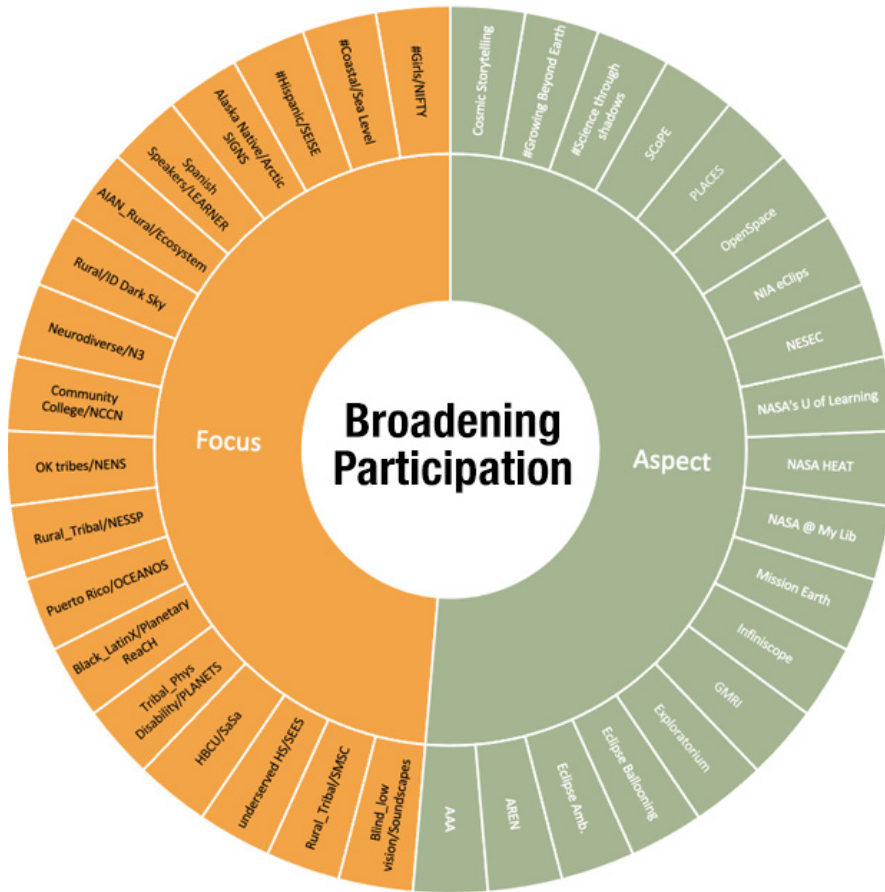 Broadening
Participation
Focus
Aspect
Cosmic Storytelling
#Growing Beyond Earth
#Science through
shadows
SCoPE
PLACES
OpenSpace
NIA eClips
NESEC
NASA's U of Learning
NASA HEAT
NASA @ My Lib
Mission Earth
Infiniscope
GMRI
Exploratorium
Eclipse Ballooning
Eclipse Amb.
AREN
AAA
Blind_low
vision/Soundscapes
Rural_Tribal/SMSC
underserved HS/SEES
HBCU/SaSa
Tribal_Phys
Disability/PLANETS
Black_LatinX/Planetary
ReaCH
Puerto Rico/OCEANOS
Rural_Tribal/NESSP
OK tribes/NENS
Community
College/NCCN
Neurodiverse/N3
Rural/ID Dark Sky
AIAN_Rural/Ecosystem
Spanish
Speakers/LEARNER
Alaska Native/Arctic
SIGNS
#Hispanic/SEISE
#Coastal/Sea Level
#Girls/NIFTY